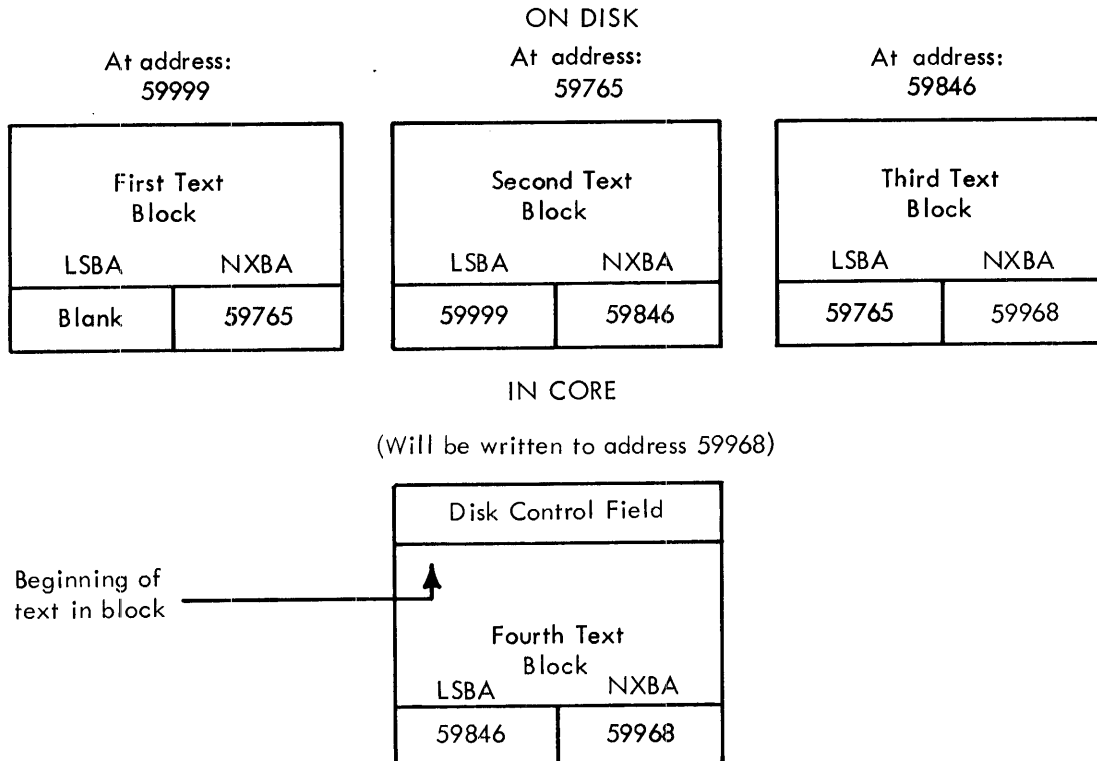 ON DISK
At address:
59999
At address:
59765
At address:
59846
First Text
Block
LSBA NXBA
Blank 59765
Second Text
Block
LSBA NXBA
59999 59846
Third Text
Block
LSBA NXBA
59765 59968
IN CORE
(Will be written to address 59968)
Disk Control Field
Beginning of
text in block
Fourth Text
Block
LSBA NXBA
59846 59968